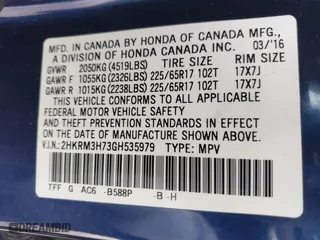 MFD. IN CANADA BY HONDA OF CANADA MFG.,
A DIVISION OF HONDA CANADA INC. 03/'16
GVWR 2050KG (4519LBS) TIRE SIZE RIM SIZE
GAWR F 1055KG (2326LBS) 225/65R17 102T 17X7J
GAWR R 1015KG (2238LBS) 225/65R17 102T 17X7J
THIS VEHICLE CONFORMS TO ALL APPLICABLE
FEDERAL MOTOR VEHICLE SAFETY STANDARDS
IN EFFECT ON THE DATE OF MANUFACTURE SHOWN ABOVE.
V.I.N: 2HKRM3H73GH535979 TYPE: MPV
TFF G AC6 -B588P -B -H
DREAMBID